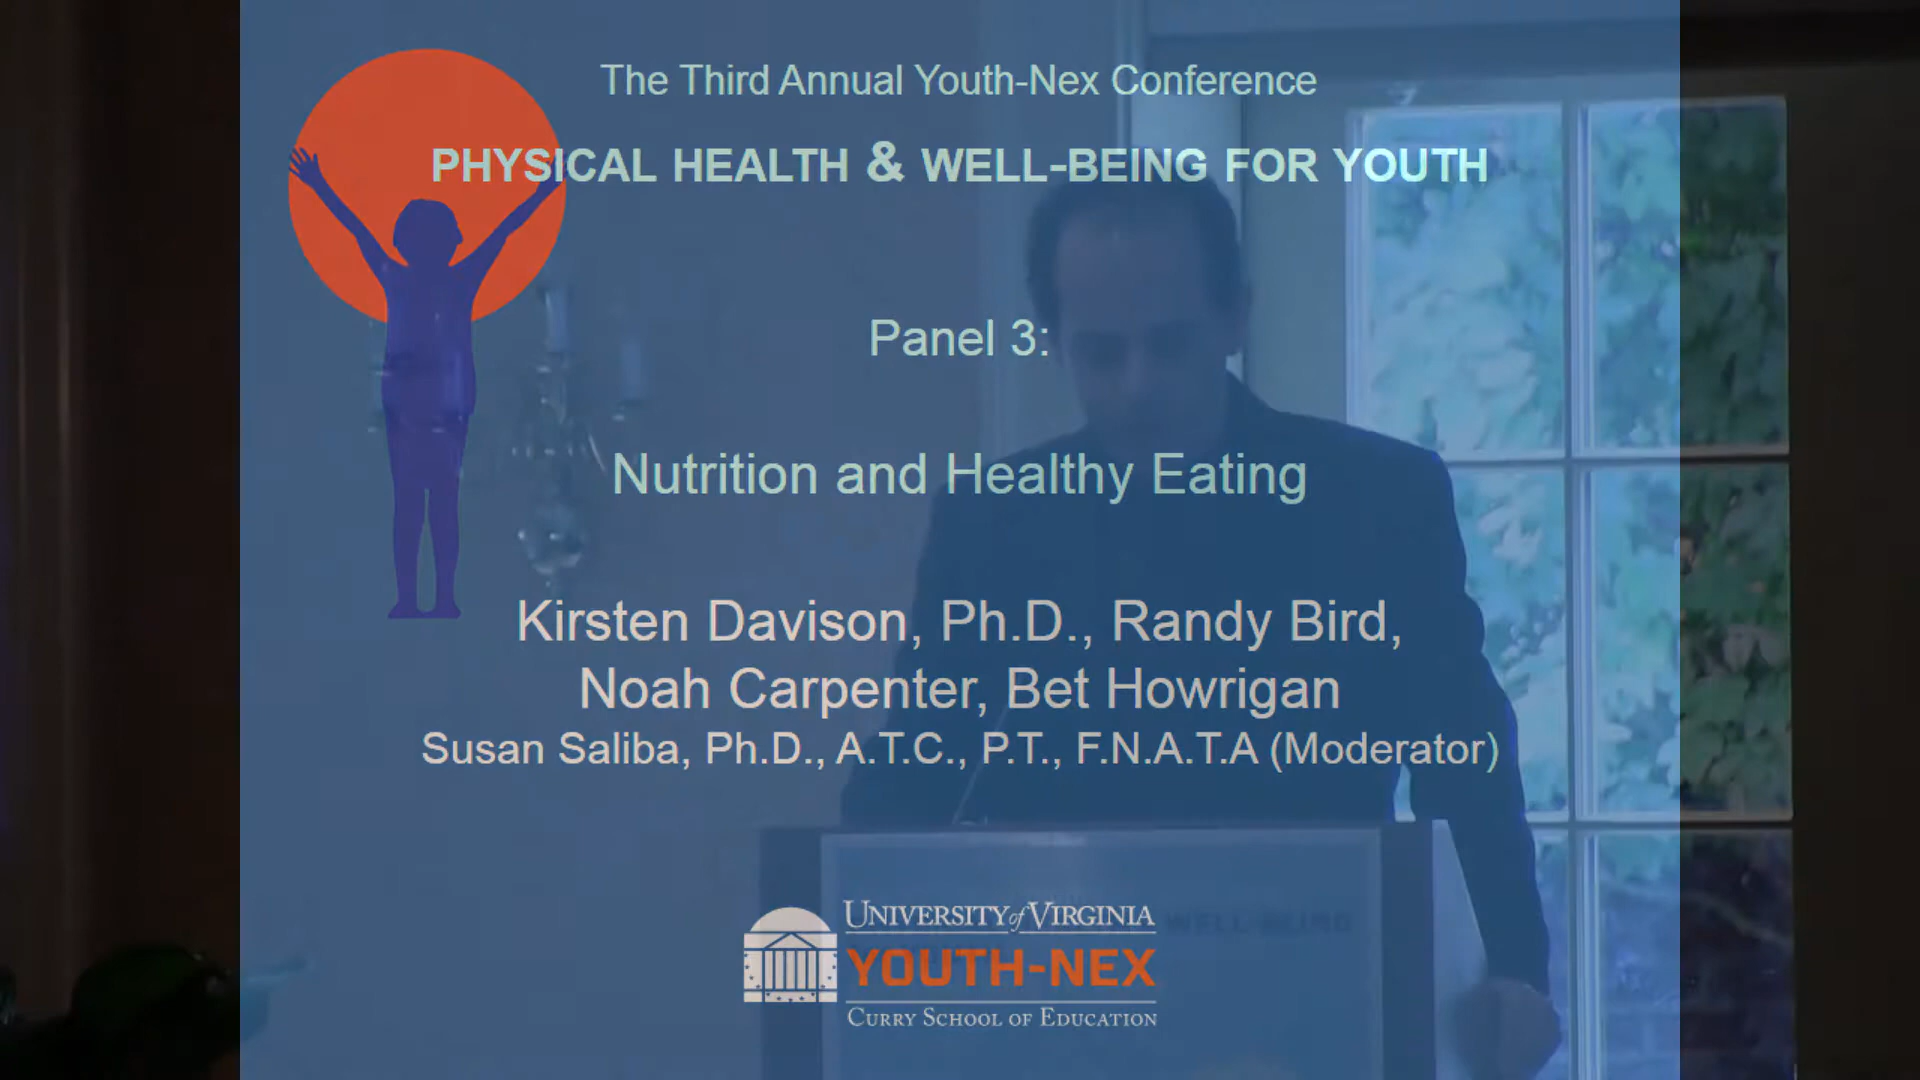 The Third Annual Youth-Nex Conference
PHYSICAL HEALTH & WELL-BEING FOR YOUTH
Panel 3:
Nutrition and Healthy Eating
Kirsten Davison, Ph.D., Randy Bird,
Noah Carpenter, Bet Howrigan
Susan Saliba, Ph.D., A.T.C., P.T., F.N.A.T.A (Moderator)
UNIVERSITY of VIRGINIA
WELL-BEING
YOUTH-NEX
CURRY SCHOOL OF EDUCATION